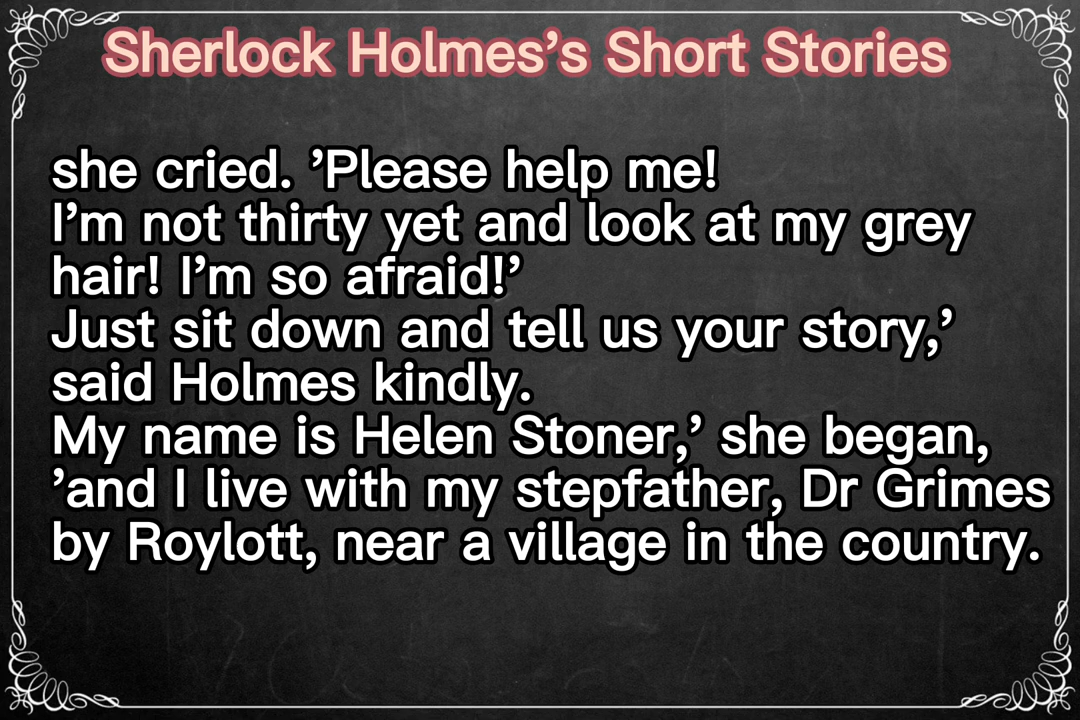 Sherlock Holmes’s Short Stories
she cried. ’Please help me!
I’m not thirty yet and look at my grey
hair! I’m so afraid!’
Just sit down and tell us your story,’
said Holmes kindly.
My name is Helen Stoner,’ she began,
’and I live with my stepfather, Dr Grimes
by Roylott, near a village in the country.